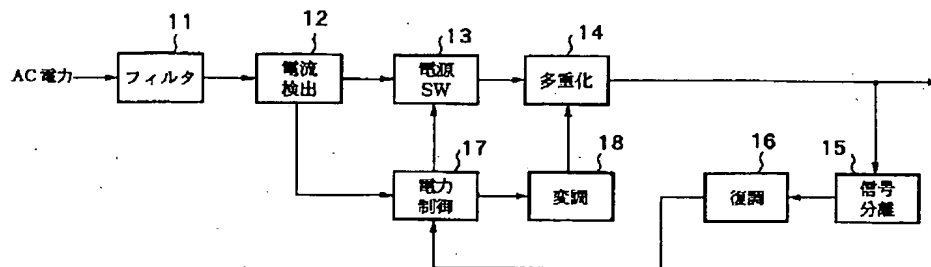 11
12
13
14
AC電力
フィルタ
電流
検出
電源
SW
多重化
17
18
16
15
電力
制御
変調
復調
信号
分離